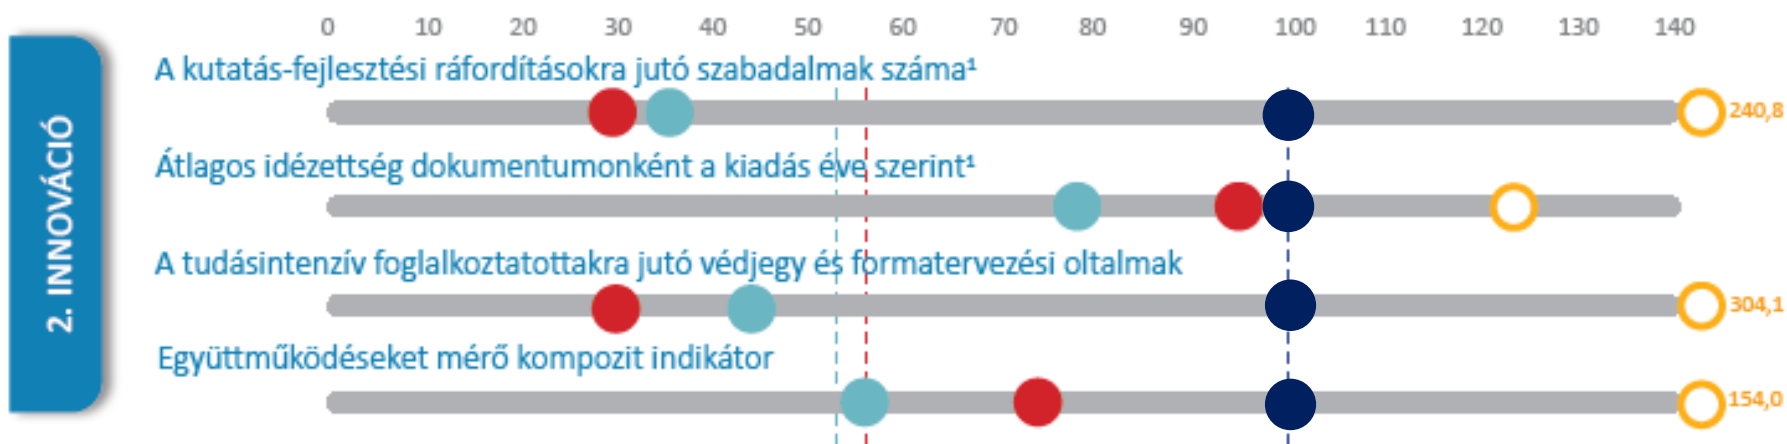 0 10 20 30 40 50 60 70 80 90 100 110 120 130 140
2. INNOVÁCIÓ
A kutatás-fejlesztési ráfordításokra jutó szabadalmak száma¹
240,8
Átlagos idézettség dokumentumonként a kiadás éve szerint¹
A tudásintenzív foglalkoztatottakra jutó védjegy és formatervezési oltalmak
304,1
Együttműködéseket mérő kompozit indikátor
154,0